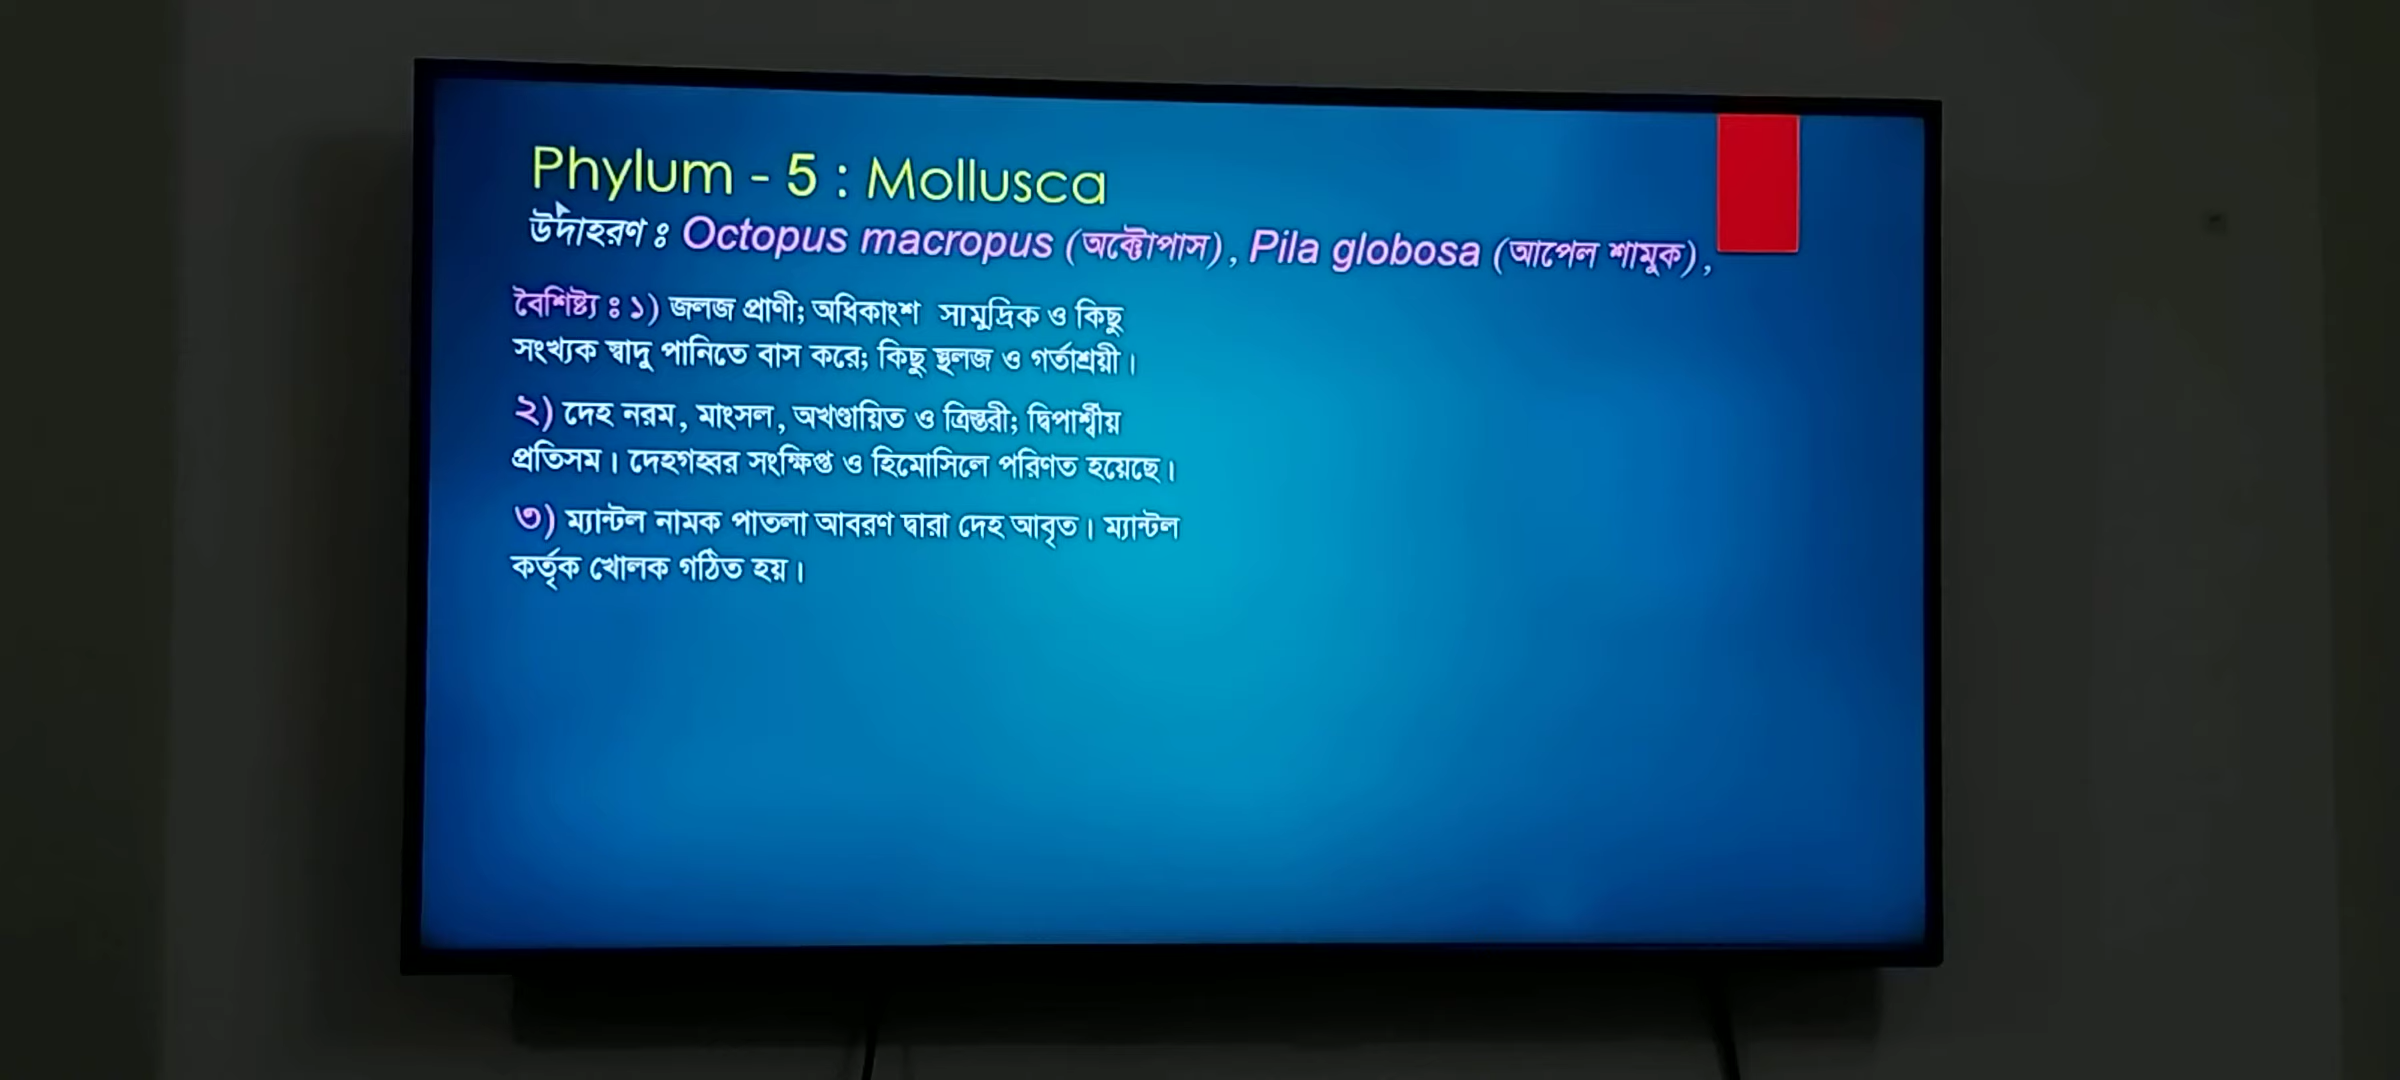 Phylum - 5 : Mollusca
উদাহরণ ঃ Octopus macropus (অক্টোপাস), Pila globosa (আপেল শামুক),
বৈশিষ্ট্য ঃ ১) জলজ প্রাণী; অধিকাংশ সামুদ্রিক ও কিছু
সংখ্যক স্বাদু পানিতে বাস করে; কিছু স্থলজ ও গর্তাশ্রয়ী।
২) দেহ নরম, মাংসল, অখণ্ডায়িত ও ত্রিস্তরী; দ্বিপার্শ্বীয়
প্রতিসম। দেহগহ্বর সংক্ষিপ্ত ও হিমোসিলে পরিণত হয়েছে।
৩) ম্যান্টল নামক পাতলা আবরণ দ্বারা দেহ আবৃত। ম্যান্টল
কর্তৃক খোলক গঠিত হয়।